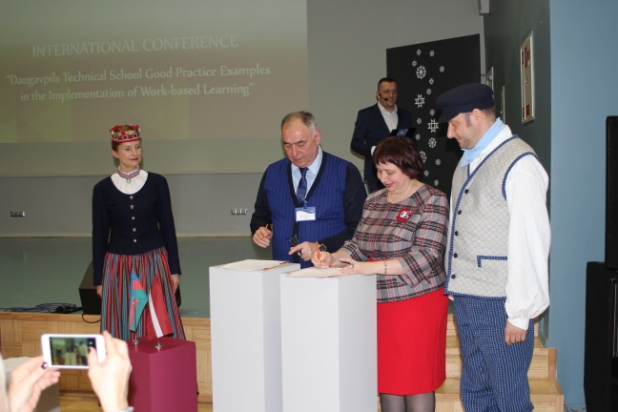 INTERNATIONAL CONFERENCE
“Daugavpils Technical School Good Practice Examples
in the Implementation of Work-based Learning”